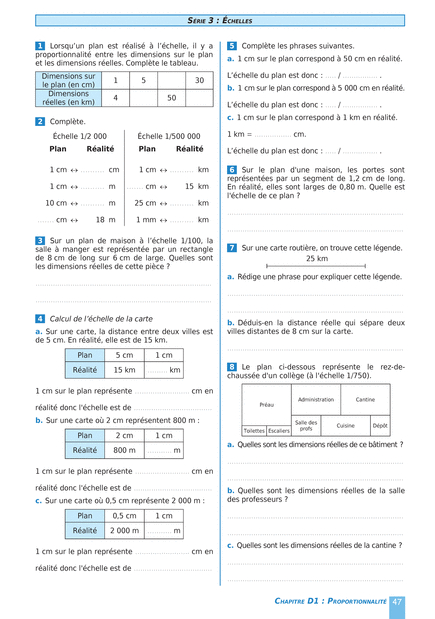 SÉRIE 3 : ÉCHELLES
1 Lorsqu'un plan est réalisé à l'échelle, il y a
proportionnalité entre les dimensions sur le plan
et les dimensions réelles. Complète le tableau.
Dimensions sur
le plan (en cm) 1 5 30
Dimensions
réelles (en km) 4 50
2 Complète.
Échelle 1/2 000 Échelle 1/500 000
Plan Réalité Plan Réalité
1 cm ↔ .......... cm 1 cm ↔ .......... km
1 cm ↔ .......... m ....... cm ↔ 15 km
10 cm ↔ .......... m 25 cm ↔ .......... km
....... cm ↔ 18 m 1 mm ↔ .......... km
3 Sur un plan de maison à l'échelle 1/100, la
salle à manger est représentée par un rectangle
de 8 cm de long sur 6 cm de large. Quelles sont
les dimensions réelles de cette pièce ?
4 Calcul de l'échelle de la carte
a. Sur une carte, la distance entre deux villes est
de 5 cm. En réalité, elle est de 15 km.
Plan 5 cm 1 cm
Réalité 15 km ......... km
1 cm sur le plan représente ........................ cm en
réalité donc l'échelle est de ..................................
b. Sur une carte où 2 cm représentent 800 m :
Plan 2 cm 1 cm
Réalité 800 m ........... m
1 cm sur le plan représente ........................ cm en
réalité donc l'échelle est de ..................................
c. Sur une carte où 0,5 cm représente 2 000 m :
Plan 0,5 cm 1 cm
Réalité 2 000 m ........... m
1 cm sur le plan représente ........................ cm en
réalité donc l'échelle est de ..................................
5 Complète les phrases suivantes.
a. 1 cm sur le plan correspond à 50 cm en réalité.
L'échelle du plan est donc : ..... / ............... .
b. 1 cm sur le plan correspond à 5 000 cm en réalité.
L'échelle du plan est donc : ..... / ............... .
c. 1 cm sur le plan correspond à 1 km en réalité.
1 km = ................ cm.
L'échelle du plan est donc : ..... / ............... .
6 Sur le plan d'une maison, les portes sont
représentées par un segment de 1,2 cm de long.
En réalité, elles sont larges de 0,80 m. Quelle est
l'échelle de ce plan ?
7 Sur une carte routière, on trouve cette légende.
25 km
a. Rédige une phrase pour expliquer cette légende.
b. Déduis-en la distance réelle qui sépare deux
villes distantes de 8 cm sur la carte.
8 Le plan ci-dessous représente le rez-de-
chaussée d'un collège (à l'échelle 1/750).
Préau Administration Cantine
Toilettes Escaliers Salle des
profs Cuisine Dépôt
a. Quelles sont les dimensions réelles de ce bâtiment ?
b. Quelles sont les dimensions réelles de la salle
des professeurs ?
c. Quelles sont les dimensions réelles de la cantine ?
CHAPITRE D1 : PROPORTIONNALITÉ 47